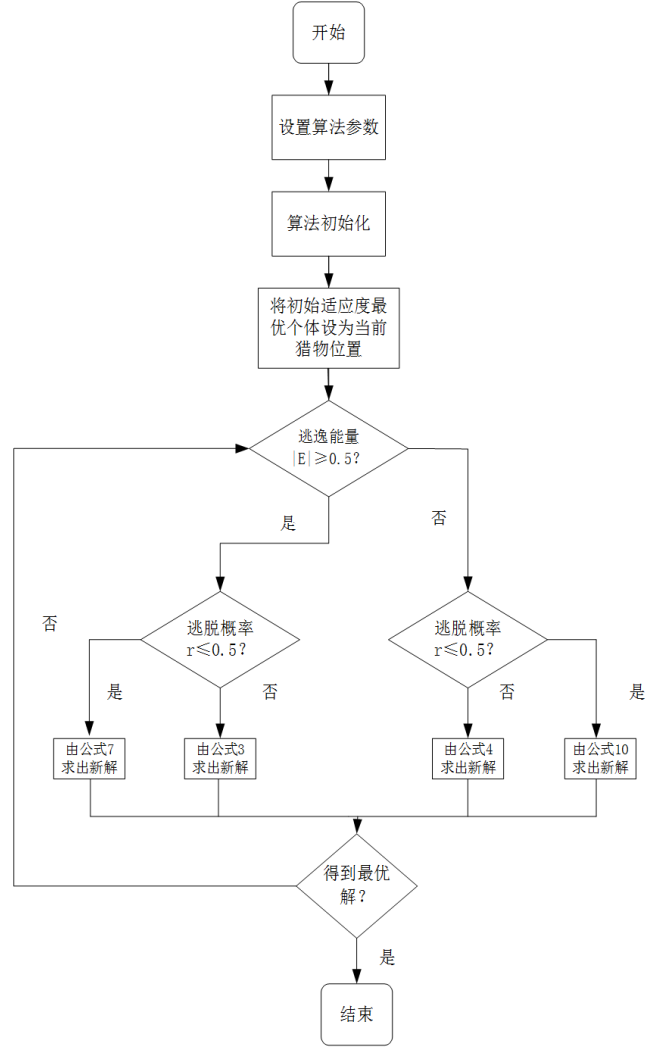 开始
设置算法参数
算法初始化
将初始适应度最
优个体设为当前
猎物位置
逃逸能量
|E|≥0.5?
是
否
逃脱概率
r≤0.5?
逃脱概率
r≤0.5?
否
是
否
否
是
由公式7
求出新解
由公式3
求出新解
由公式4
求出新解
由公式10
求出新解
得到最优
解?
是
结束